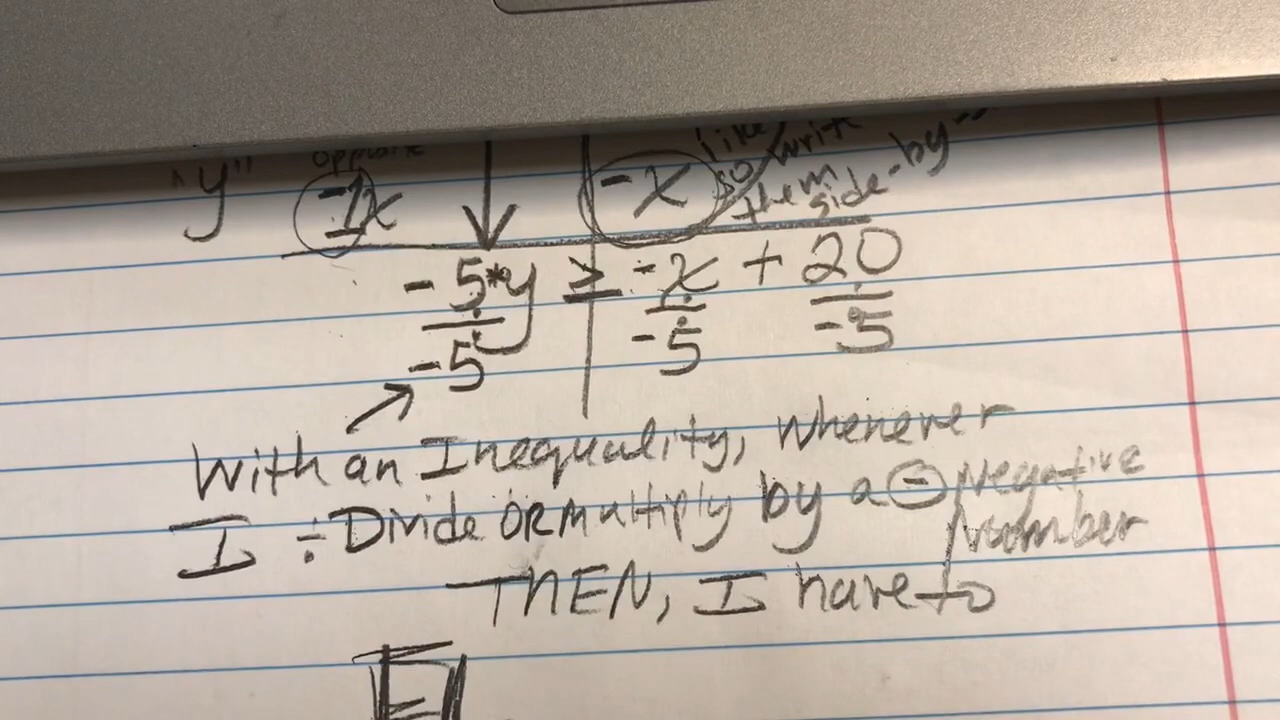 "y" opposite -1x -x like so write them side-by-
-5*y ≥ -x + 20
-5 -5 -5
With an Inequality, whenever
I ÷ Divide OR multiply by a - Negative Number
THEN, I have to